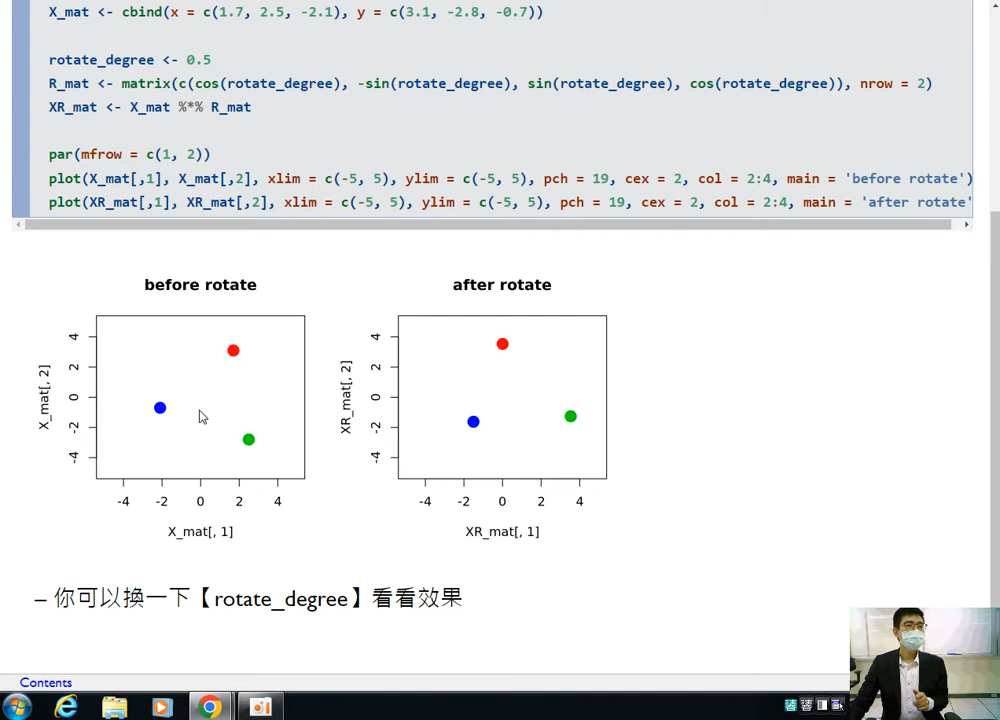 X_mat <- cbind(x = c(1.7, 2.5, -2.1), y = c(3.1, -2.8, -0.7))
rotate_degree <- 0.5
R_mat <- matrix(c(cos(rotate_degree), -sin(rotate_degree), sin(rotate_degree), cos(rotate_degree)), nrow = 2)
XR_mat <- X_mat %*% R_mat
par(mfrow = c(1, 2))
plot(X_mat[,1], X_mat[,2], xlim = c(-5, 5), ylim = c(-5, 5), pch = 19, cex = 2, col = 2:4, main = 'before rotate')
plot(XR_mat[,1], XR_mat[,2], xlim = c(-5, 5), ylim = c(-5, 5), pch = 19, cex = 2, col = 2:4, main = 'after rotate'
before rotate
X_mat[, 2]
4
2
0
-2
-4
-4 -2 0 2 4
X_mat[, 1]
after rotate
XR_mat[, 2]
4
2
0
-2
-4
-4 -2 0 2 4
XR_mat[, 1]
– 你可以換一下【rotate_degree】看看效果
Contents